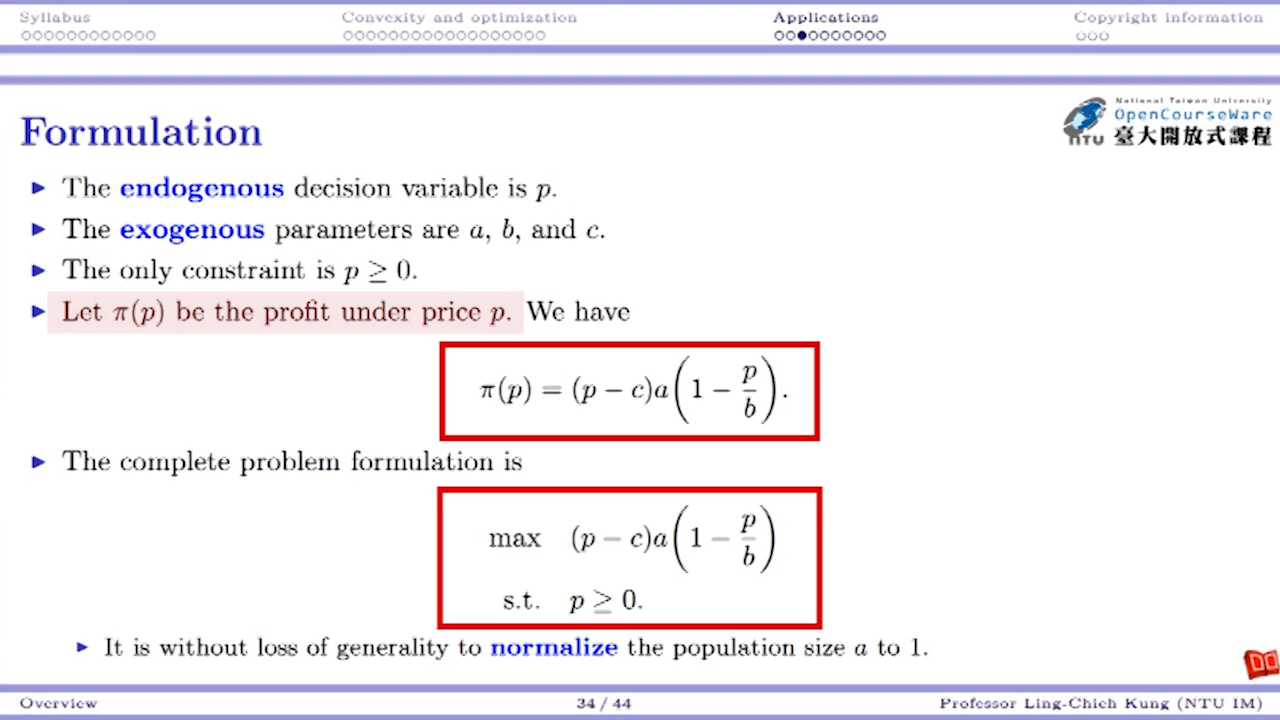 Syllabus Convexity and optimization Applications Copyright information
Formulation
National Taiwan University
OpenCourseWare
NTU 臺大開放式課程
The endogenous decision variable is p.
The exogenous parameters are a, b, and c.
The only constraint is p ≥ 0.
Let π(p) be the profit under price p. We have
π(p) = (p − c)a(1 − p/b).
The complete problem formulation is
max (p − c)a(1 − p/b)
s.t. p ≥ 0.
It is without loss of generality to normalize the population size a to 1.
Overview 34 / 44 Professor Ling-Chieh Kung (NTU IM)